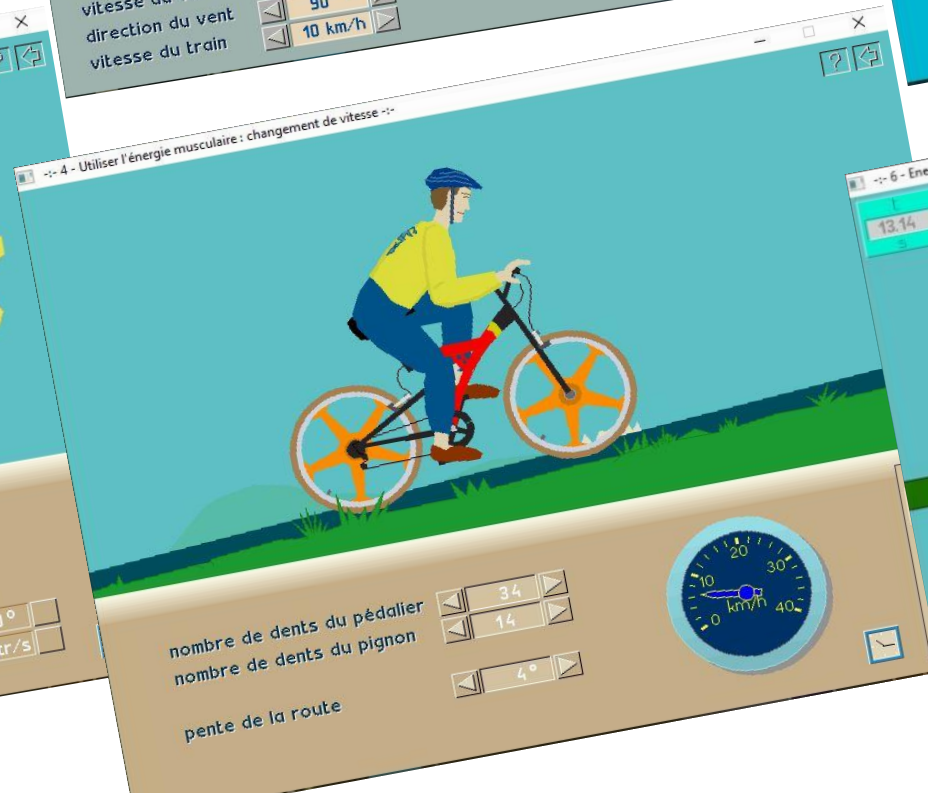 direction du vent
90
vitesse du train
10 km/h
-:- 4 - Utiliser l'énergie musculaire : changement de vitesse -:-
?
-:- 6 - Ene
t
13.14
s
nombre de dents du pédalier
34
nombre de dents du pignon
14
pente de la route
4°
0
10
20
30
40
km/h
tr/s